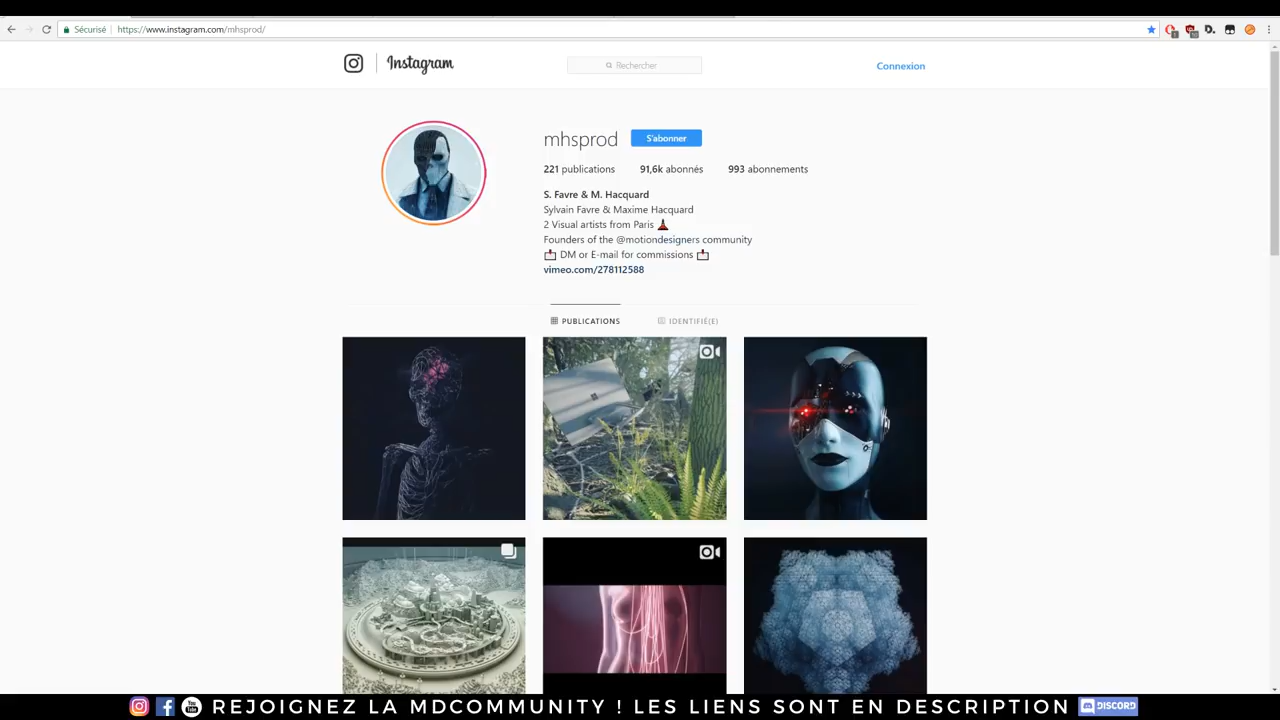 Sécurisé https://www.instagram.com/mhsprod/
Instagram
Rechercher
Connexion
mhsprod S'abonner
221 publications 91,6k abonnés 993 abonnements
S. Favre & M. Hacquard
Sylvain Favre & Maxime Hacquard
2 Visual artists from Paris
Founders of the @motiondesigners community
DM or E-mail for commissions
vimeo.com/278112588
PUBLICATIONS IDENTIFIÉ(E)
REJOIGNEZ LA MDCOMMUNITY ! LES LIENS SONT EN DESCRIPTION DISCORD